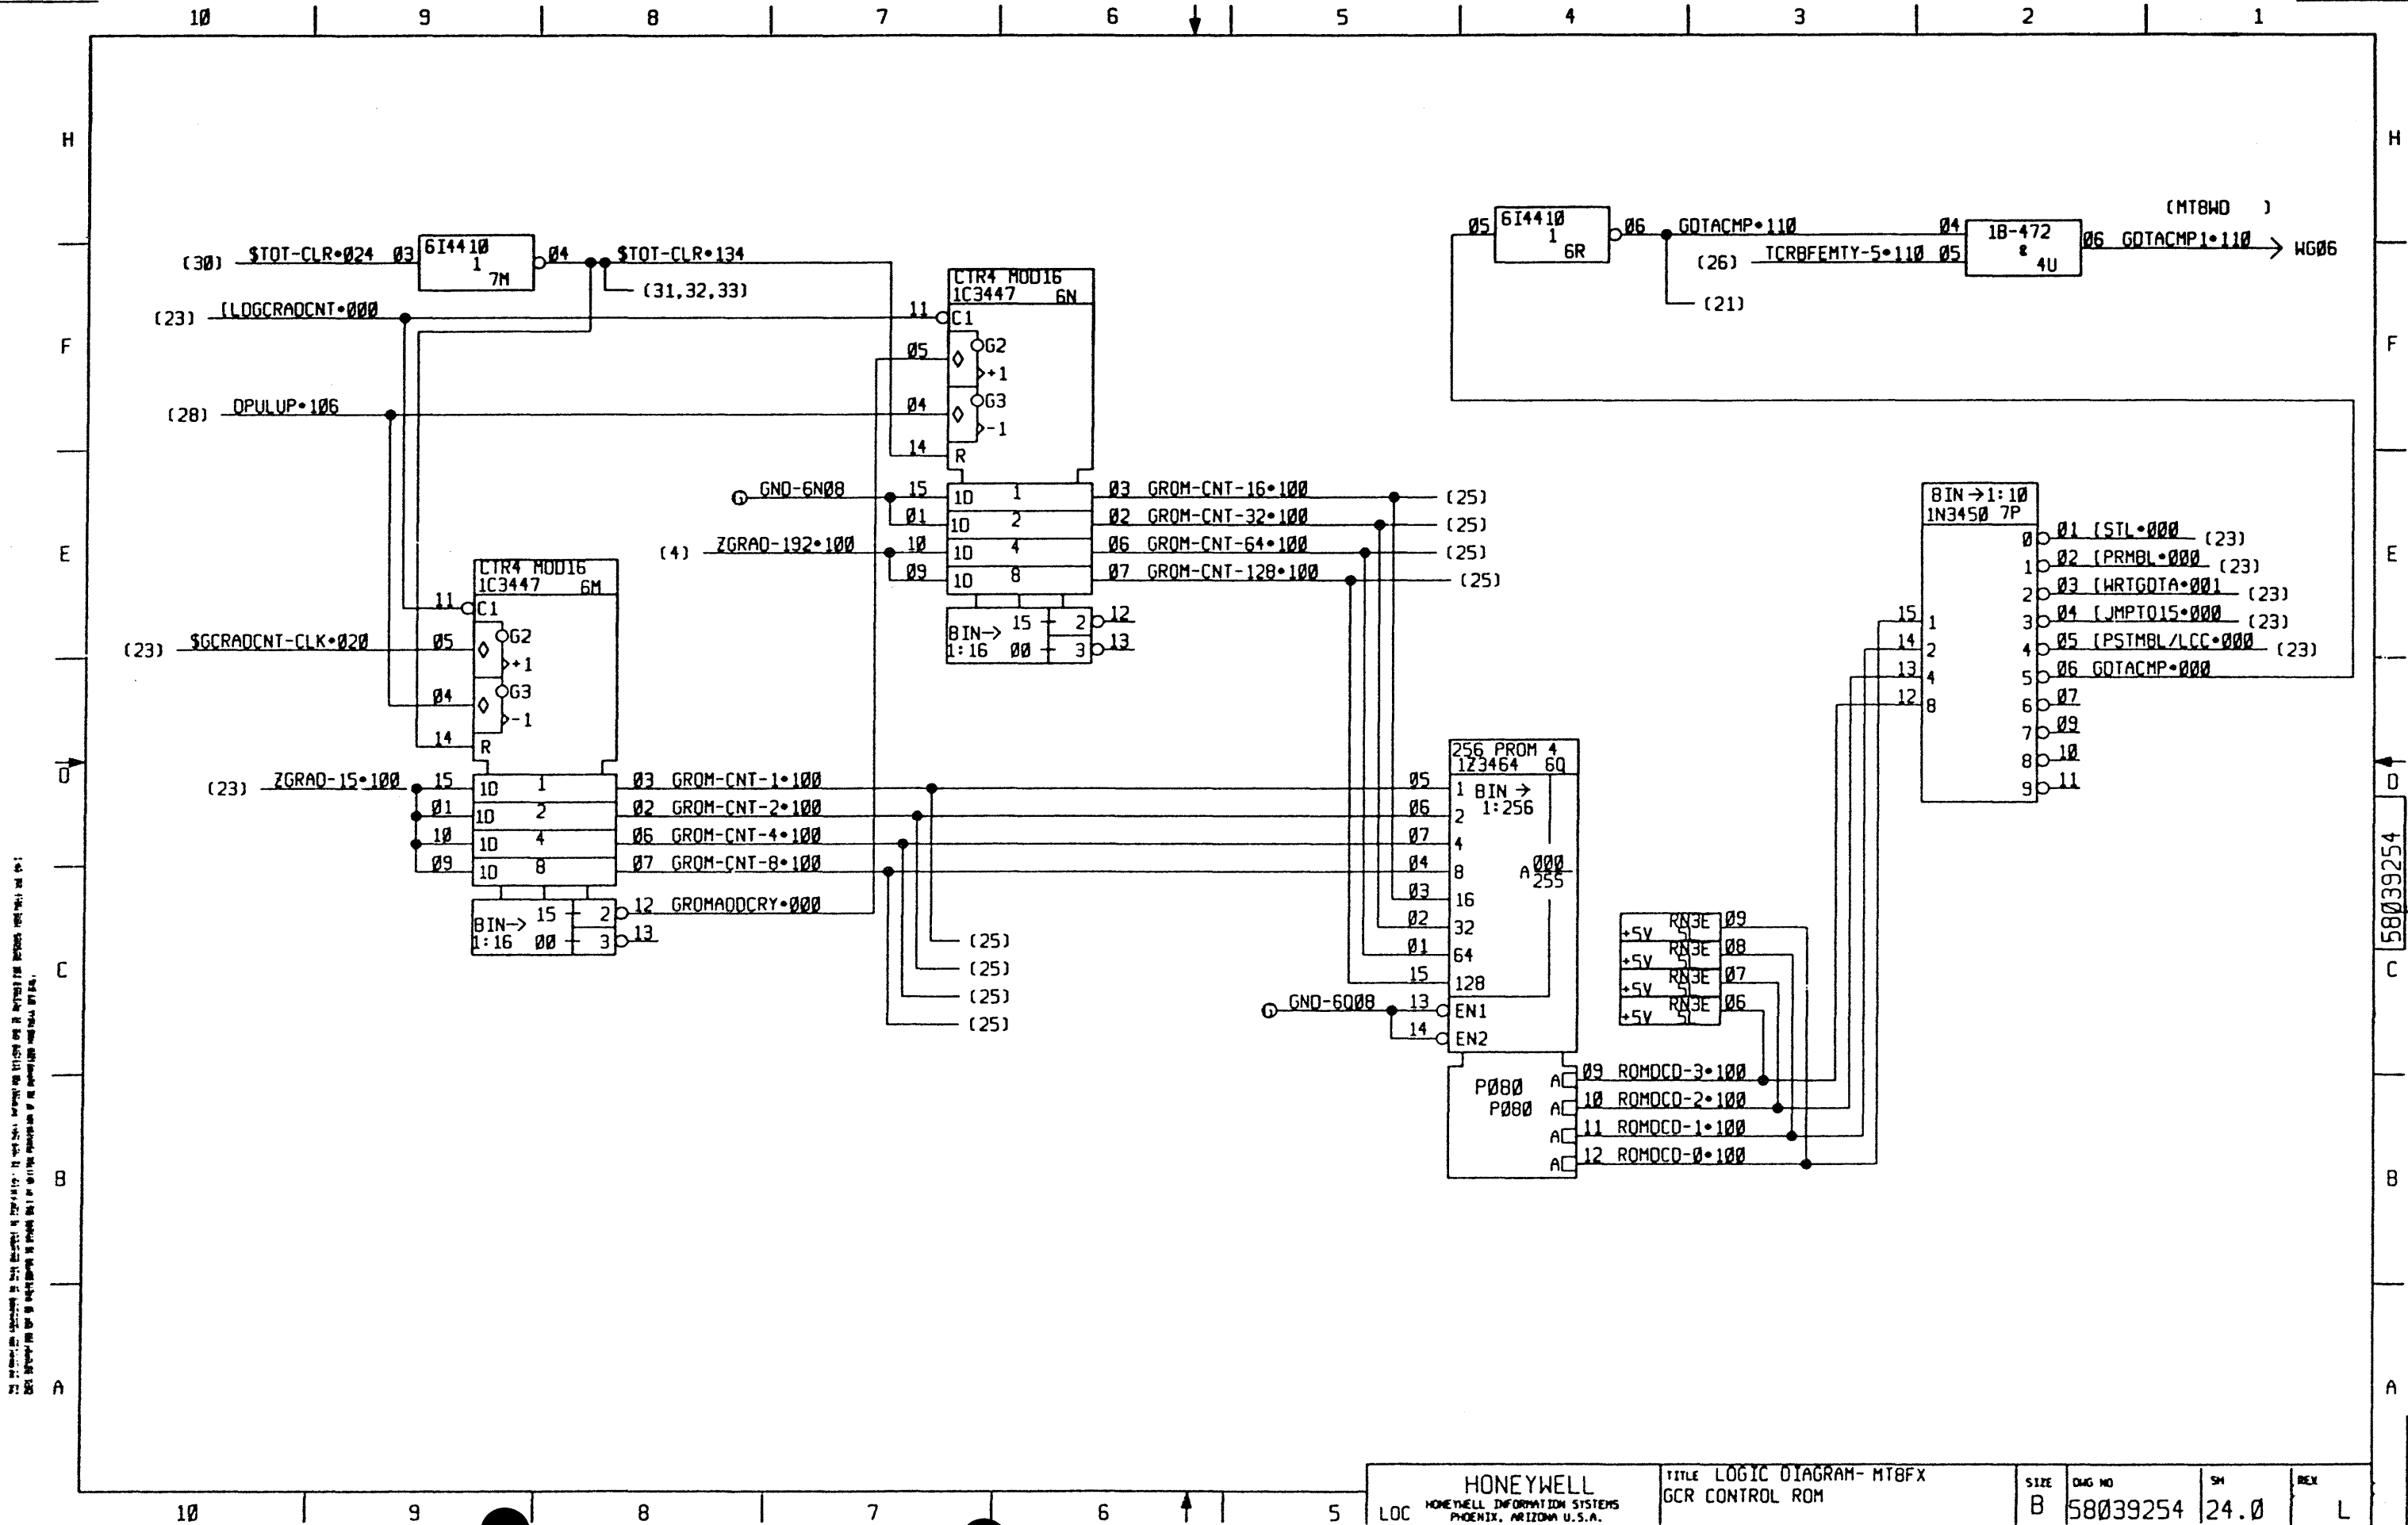 10 9 8 7 6 5 4 3 2 1
H H
(30) $TOT-CLR•024 03 6I4410 1 7M 04 $TOT-CLR•134
(31,32,33)
(23) [LDGCRADCNT•000
(28) DPULUP•106
CTR4 MOD16
1C3447 6N
11 C1
05 G2
+1
04 G3
-1
14 R
GND-6N08 15 1D 1 03 GROM-CNT-16•100 (25)
01 1D 2 02 GROM-CNT-32•100 (25)
(4) ZGRAD-192•100 10 1D 4 06 GROM-CNT-64•100 (25)
09 1D 8 07 GROM-CNT-128•100 (25)
BIN→ 15 2 12
1:16 00 3 13
05 6I4410 1 6R 06 GDTACMP•110 04 1B-472 & 4U 06 GDTACMP1•110 WG06
(MT8WD )
(26) TCRBFEMTY-5•110 05
(21)
F F
E E
CTR4 MOD16
1C3447 6M
11 C1
(23) $GCRADCNT-CLK•020 05 G2
+1
04 G3
-1
14 R
(23) ZGRAD-15•100 15 1D 1 03 GROM-CNT-1•100
01 1D 2 02 GROM-CNT-2•100
10 1D 4 06 GROM-CNT-4•100
09 1D 8 07 GROM-CNT-8•100
BIN→ 15 2 12 GROMADDCRY•000
1:16 00 3 13
(25)
(25)
(25)
(25)
BIN→1:10
1N3450 7P
0 01 [STL•000 (23)
1 02 [PRMBL•000 (23)
2 03 [WRTGDTA•001 (23)
15 1 3 04 [JMPTO15•000 (23)
14 2 4 05 [PSTMBL/LCC•000 (23)
13 4 5 06 GDTACMP•000
12 8 6 07
7 09
8 10
9 11
D D
256 PROM 4
1Z3464 6Q
05 1 BIN →
06 2 1:256
07 4
04 8 A 000
255
03 16
02 32
01 64
15 128
GND-6Q08 13 EN1
14 EN2
P080
P080
A 09 ROMDCD-3•100
A 10 ROMDCD-2•100
A 11 ROMDCD-1•100
A 12 ROMDCD-0•100
+5V RN3E 09
+5V RN3E 08
+5V RN3E 07
+5V RN3E 06
58039254
C C
B B
A A
10 9 8 7 6 5
LOC
HONEYWELL
HONEYWELL INFORMATION SYSTEMS
PHOENIX, ARIZONA U.S.A.
TITLE LOGIC DIAGRAM- MT8FX
GCR CONTROL ROM
SIZE
B
DWG NO
58039254
SH
24.0
REV
L